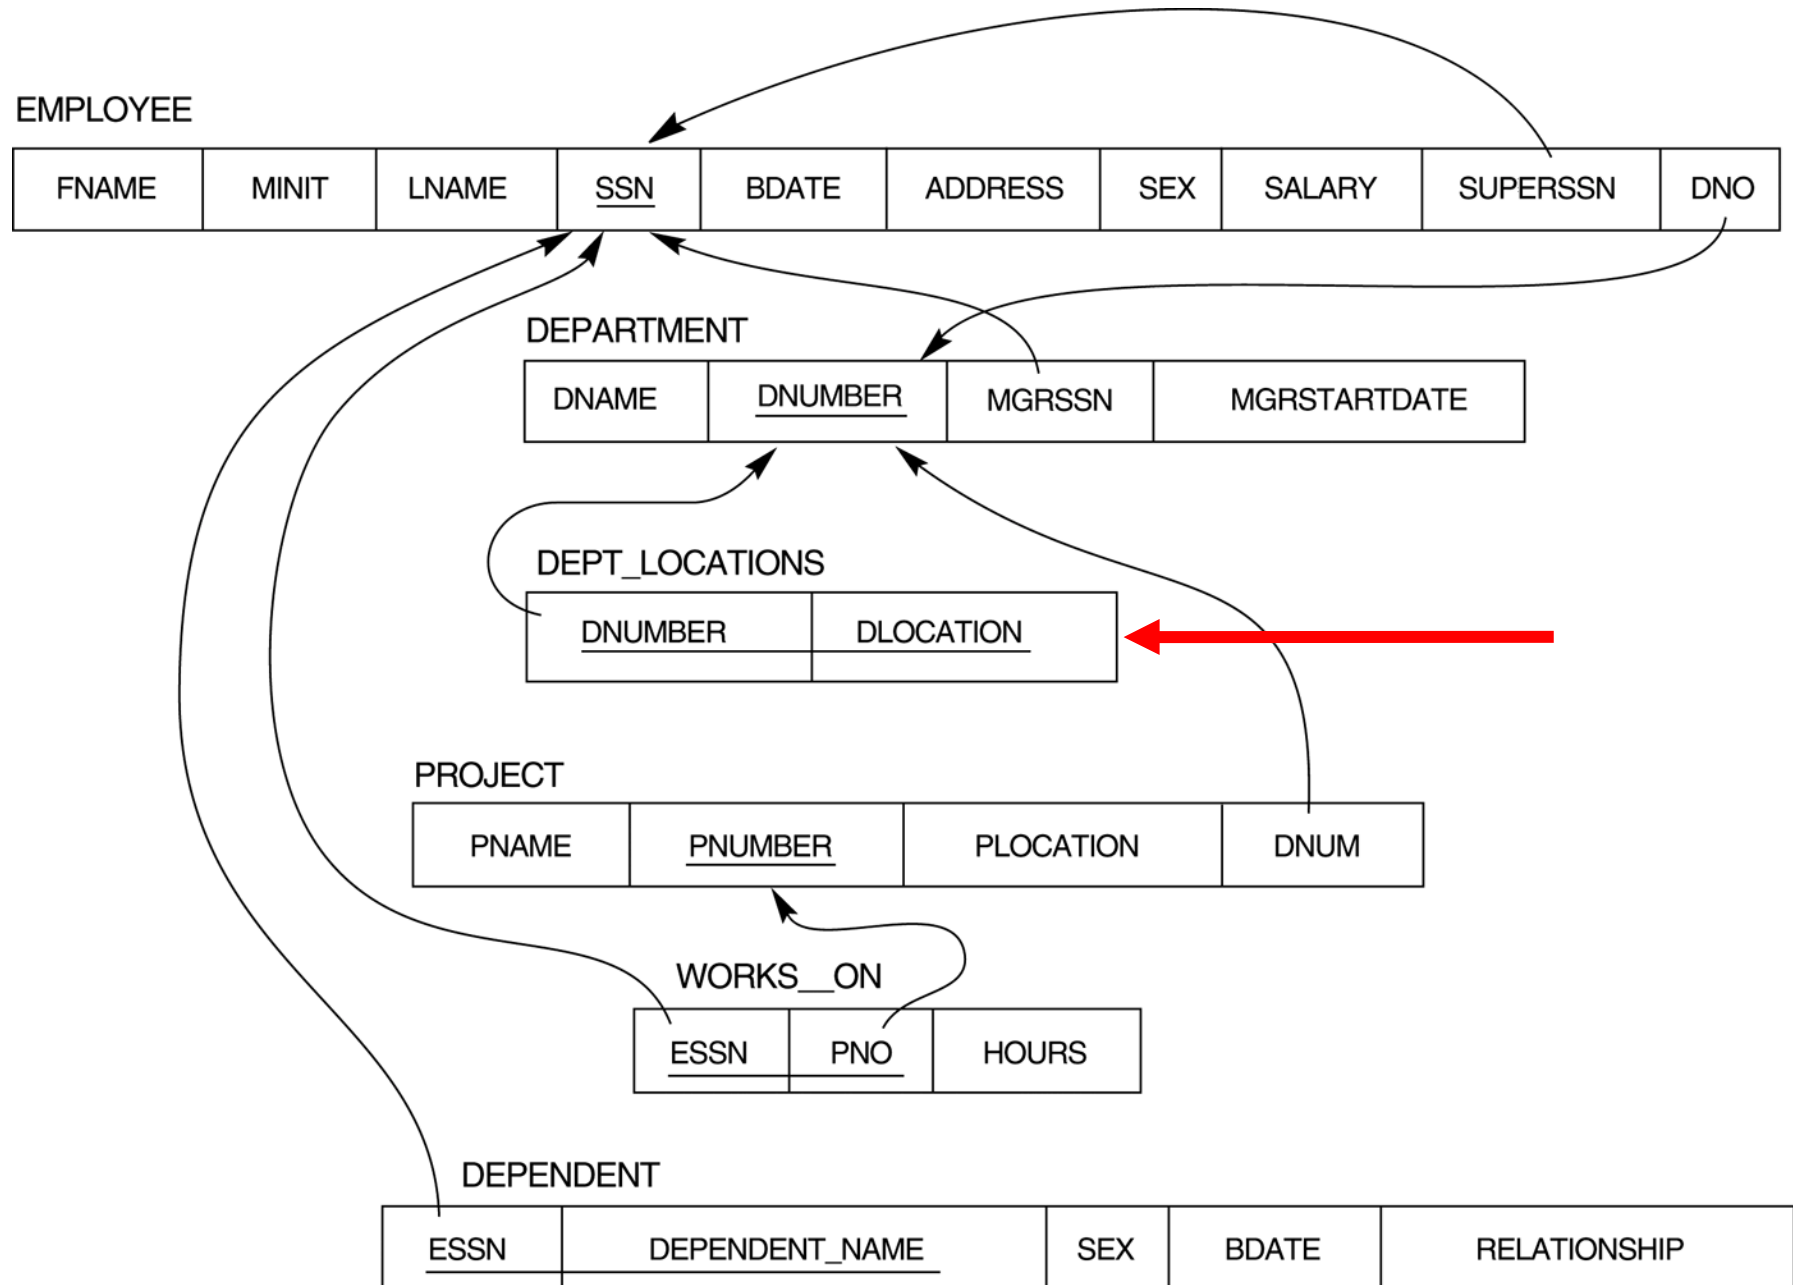 EMPLOYEE
FNAME MINIT LNAME SSN BDATE ADDRESS SEX SALARY SUPERSSN DNO
DEPARTMENT
DNAME DNUMBER MGRSSN MGRSTARTDATE
DEPT_LOCATIONS
DNUMBER DLOCATION
PROJECT
PNAME PNUMBER PLOCATION DNUM
WORKS__ON
ESSN PNO HOURS
DEPENDENT
ESSN DEPENDENT_NAME SEX BDATE RELATIONSHIP